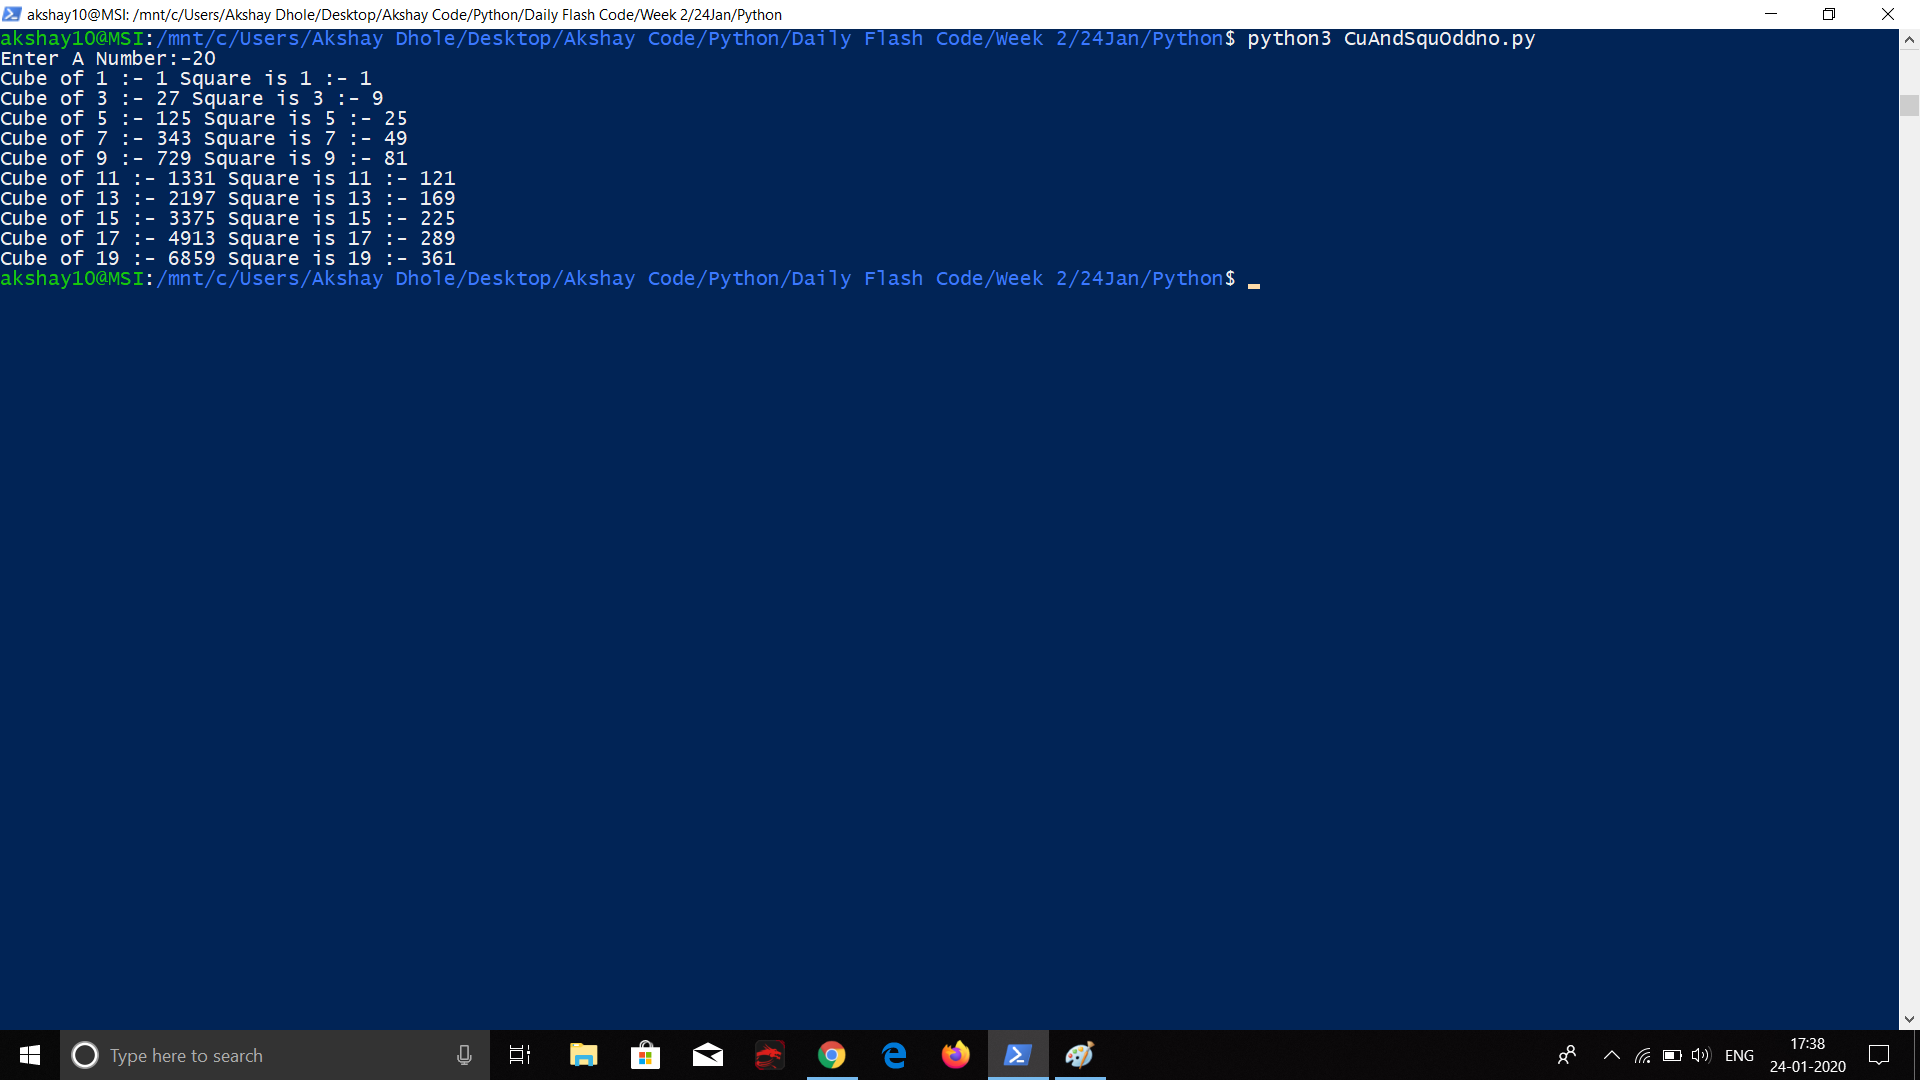 akshay10@MSI: /mnt/c/Users/Akshay Dhole/Desktop/Akshay Code/Python/Daily Flash Code/Week 2/24Jan/Python
akshay10@MSI:/mnt/c/Users/Akshay Dhole/Desktop/Akshay Code/Python/Daily Flash Code/Week 2/24Jan/Python$ python3 CuAndSquOddno.py
Enter A Number:-20
Cube of 1 :- 1 Square is 1 :- 1
Cube of 3 :- 27 Square is 3 :- 9
Cube of 5 :- 125 Square is 5 :- 25
Cube of 7 :- 343 Square is 7 :- 49
Cube of 9 :- 729 Square is 9 :- 81
Cube of 11 :- 1331 Square is 11 :- 121
Cube of 13 :- 2197 Square is 13 :- 169
Cube of 15 :- 3375 Square is 15 :- 225
Cube of 17 :- 4913 Square is 17 :- 289
Cube of 19 :- 6859 Square is 19 :- 361
akshay10@MSI:/mnt/c/Users/Akshay Dhole/Desktop/Akshay Code/Python/Daily Flash Code/Week 2/24Jan/Python$
Type here to search
ENG
17:38
24-01-2020